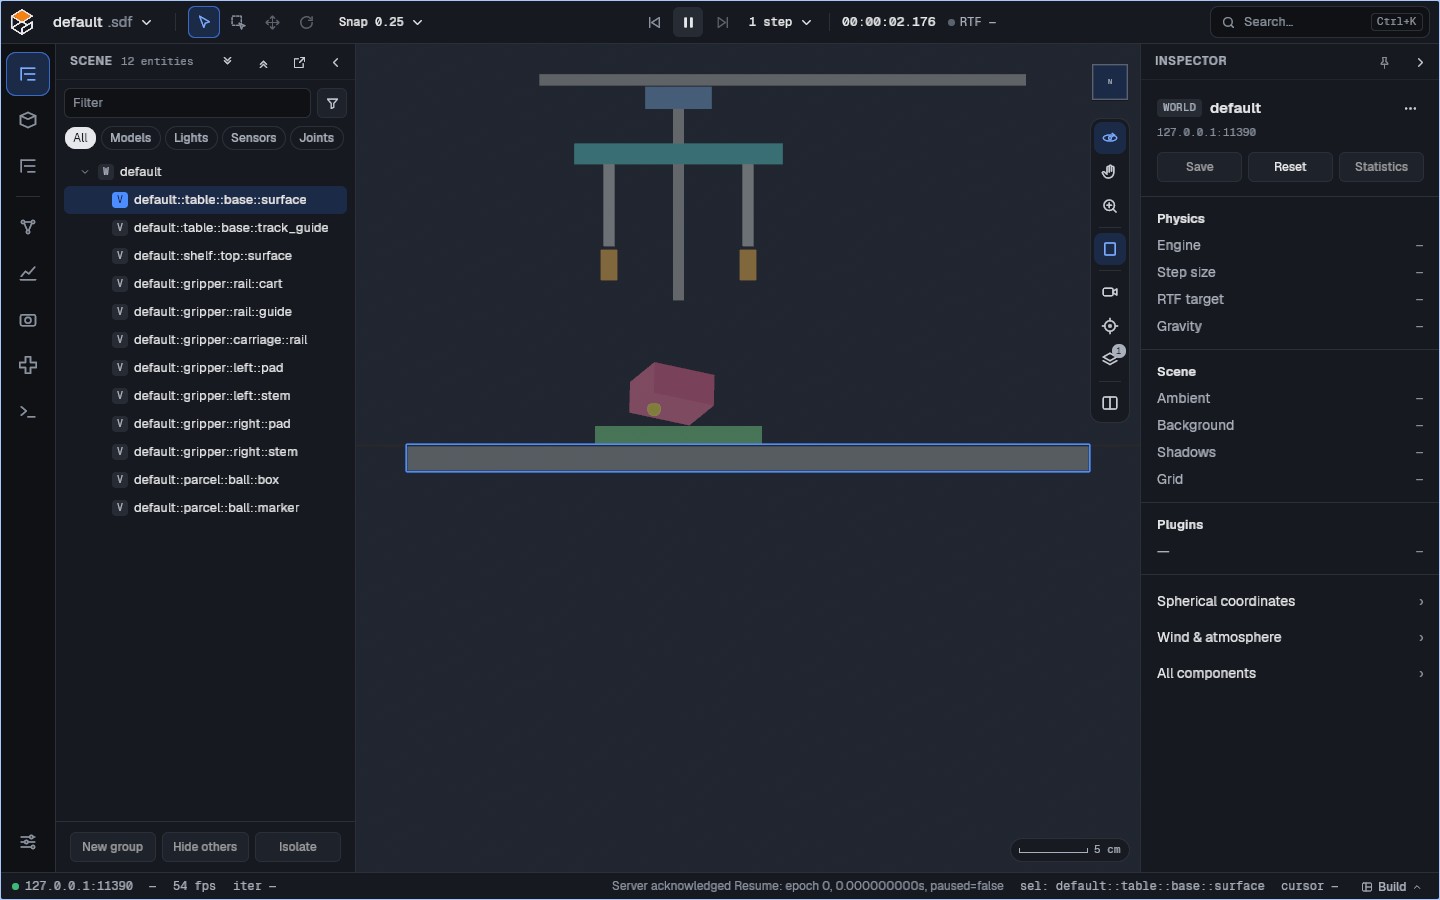 default .sdf
Snap 0.25
1 step
00:00:02.176
RTF –
Search…
Ctrl+K
SCENE 12 entities
Filter
All
Models
Lights
Sensors
Joints
W default
V default::table::base::surface
V default::table::base::track_guide
V default::shelf::top::surface
V default::gripper::rail::cart
V default::gripper::rail::guide
V default::gripper::carriage::rail
V default::gripper::left::pad
V default::gripper::left::stem
V default::gripper::right::pad
V default::gripper::right::stem
V default::parcel::ball::box
V default::parcel::ball::marker
New group
Hide others
Isolate
N
1
5 cm
INSPECTOR
WORLD default
127.0.0.1:11390
Save
Reset
Statistics
Physics
Engine –
Step size –
RTF target –
Gravity –
Scene
Ambient –
Background –
Shadows –
Grid –
Plugins
— –
Spherical coordinates ›
Wind & atmosphere ›
All components ›
127.0.0.1:11390 – 54 fps iter –
Server acknowledged Resume: epoch 0, 0.000000000s, paused=false
sel: default::table::base::surface
cursor –
Build